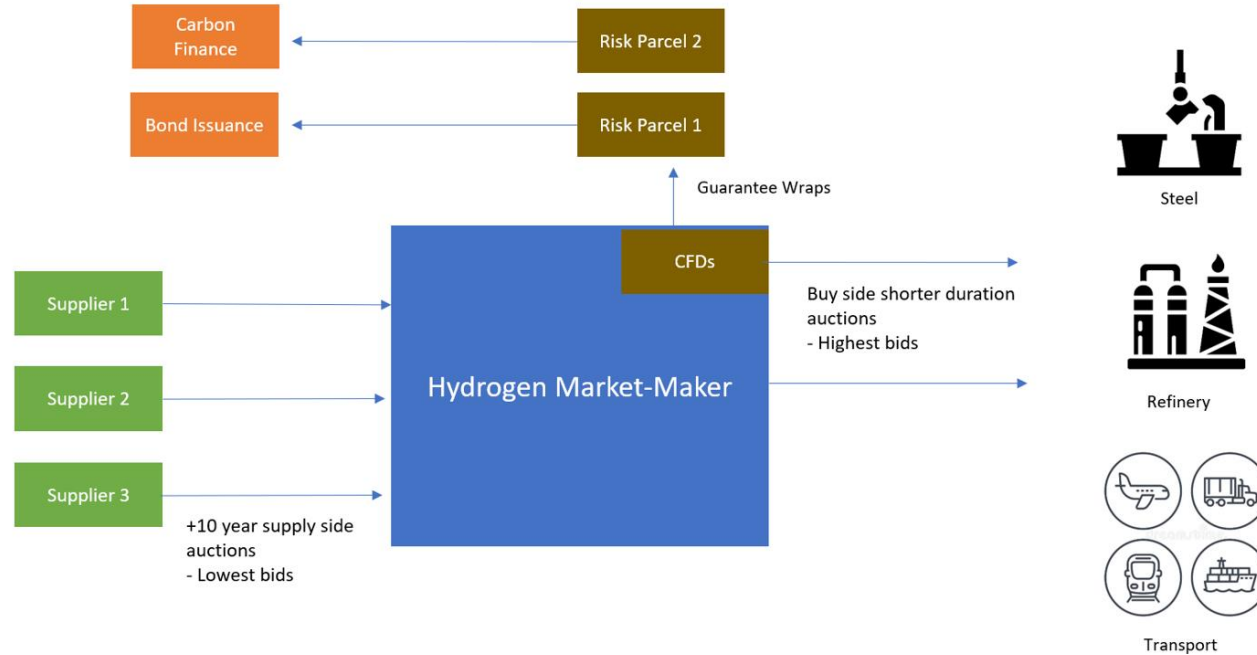 Carbon
Finance
Risk Parcel 2
Bond Issuance
Risk Parcel 1
Guarantee Wraps
Steel
CFDs
Supplier 1
Buy side shorter duration
auctions
- Highest bids
Supplier 2
Hydrogen Market-Maker
Refinery
Supplier 3
+10 year supply side
auctions
- Lowest bids
Transport